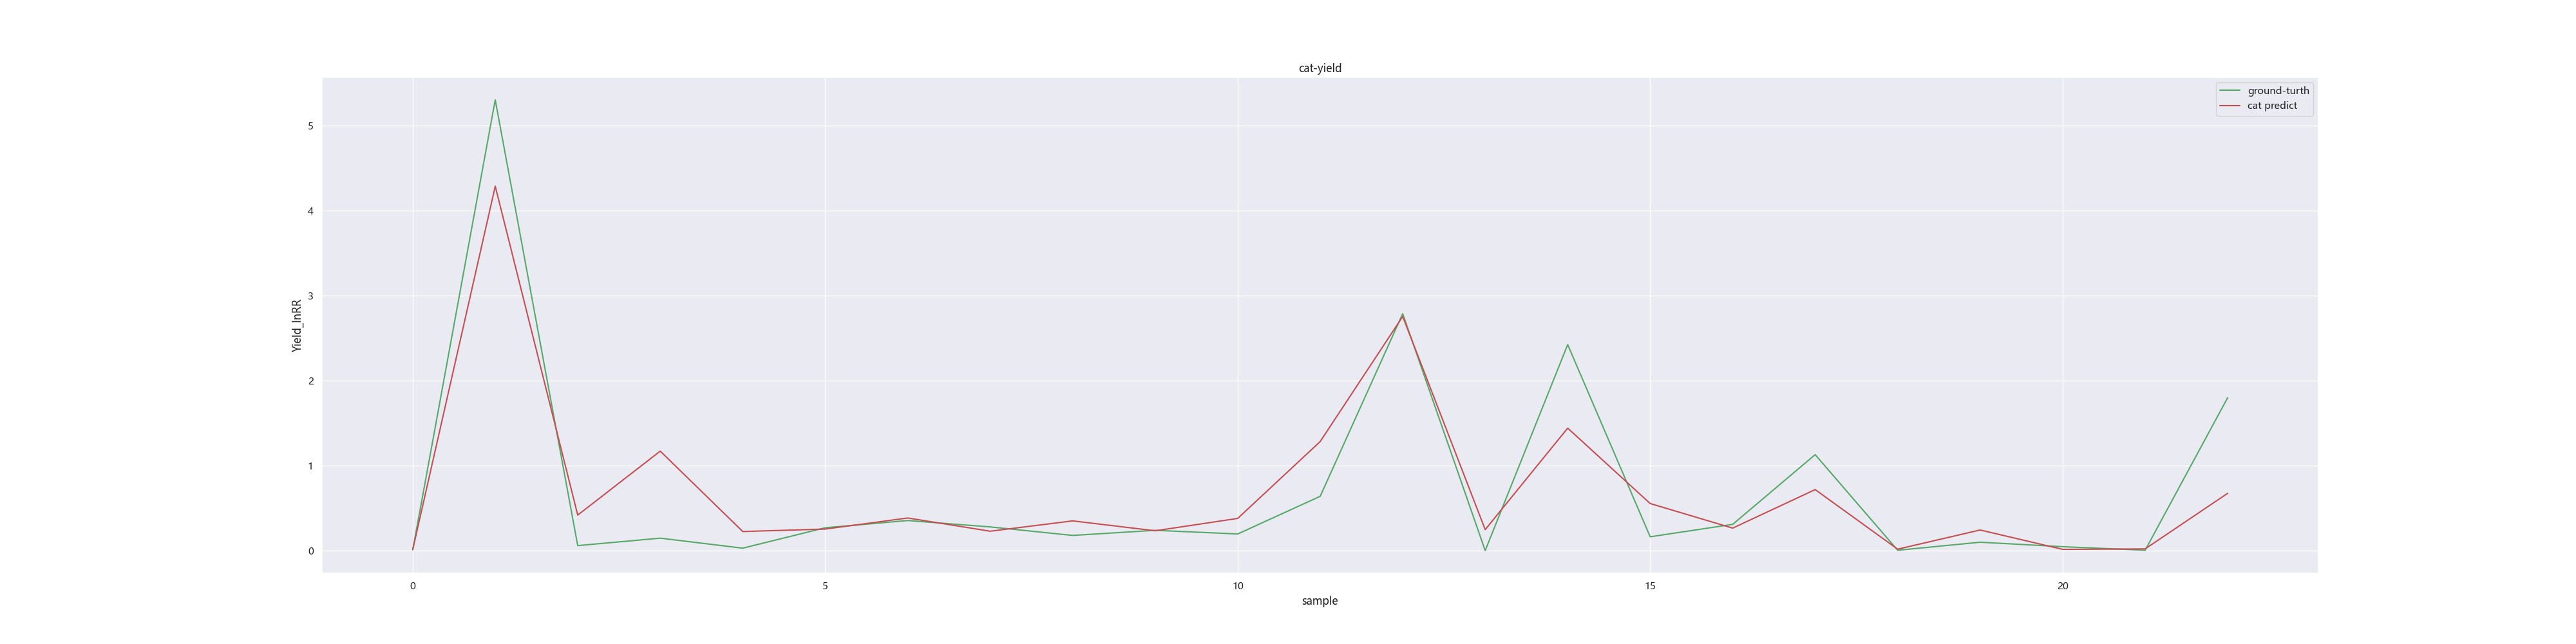 cat-yield
ground-turth
cat predict
5
4
3
2
1
0
Yield_lnRR
0 5 10 15 20
sample